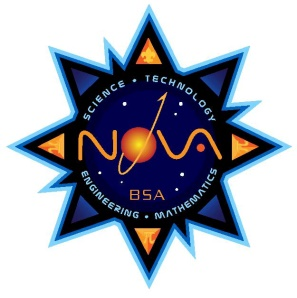 SCIENCE • TECHNOLOGY
NOVA
BSA
ENGINEERING • MATHEMATICS